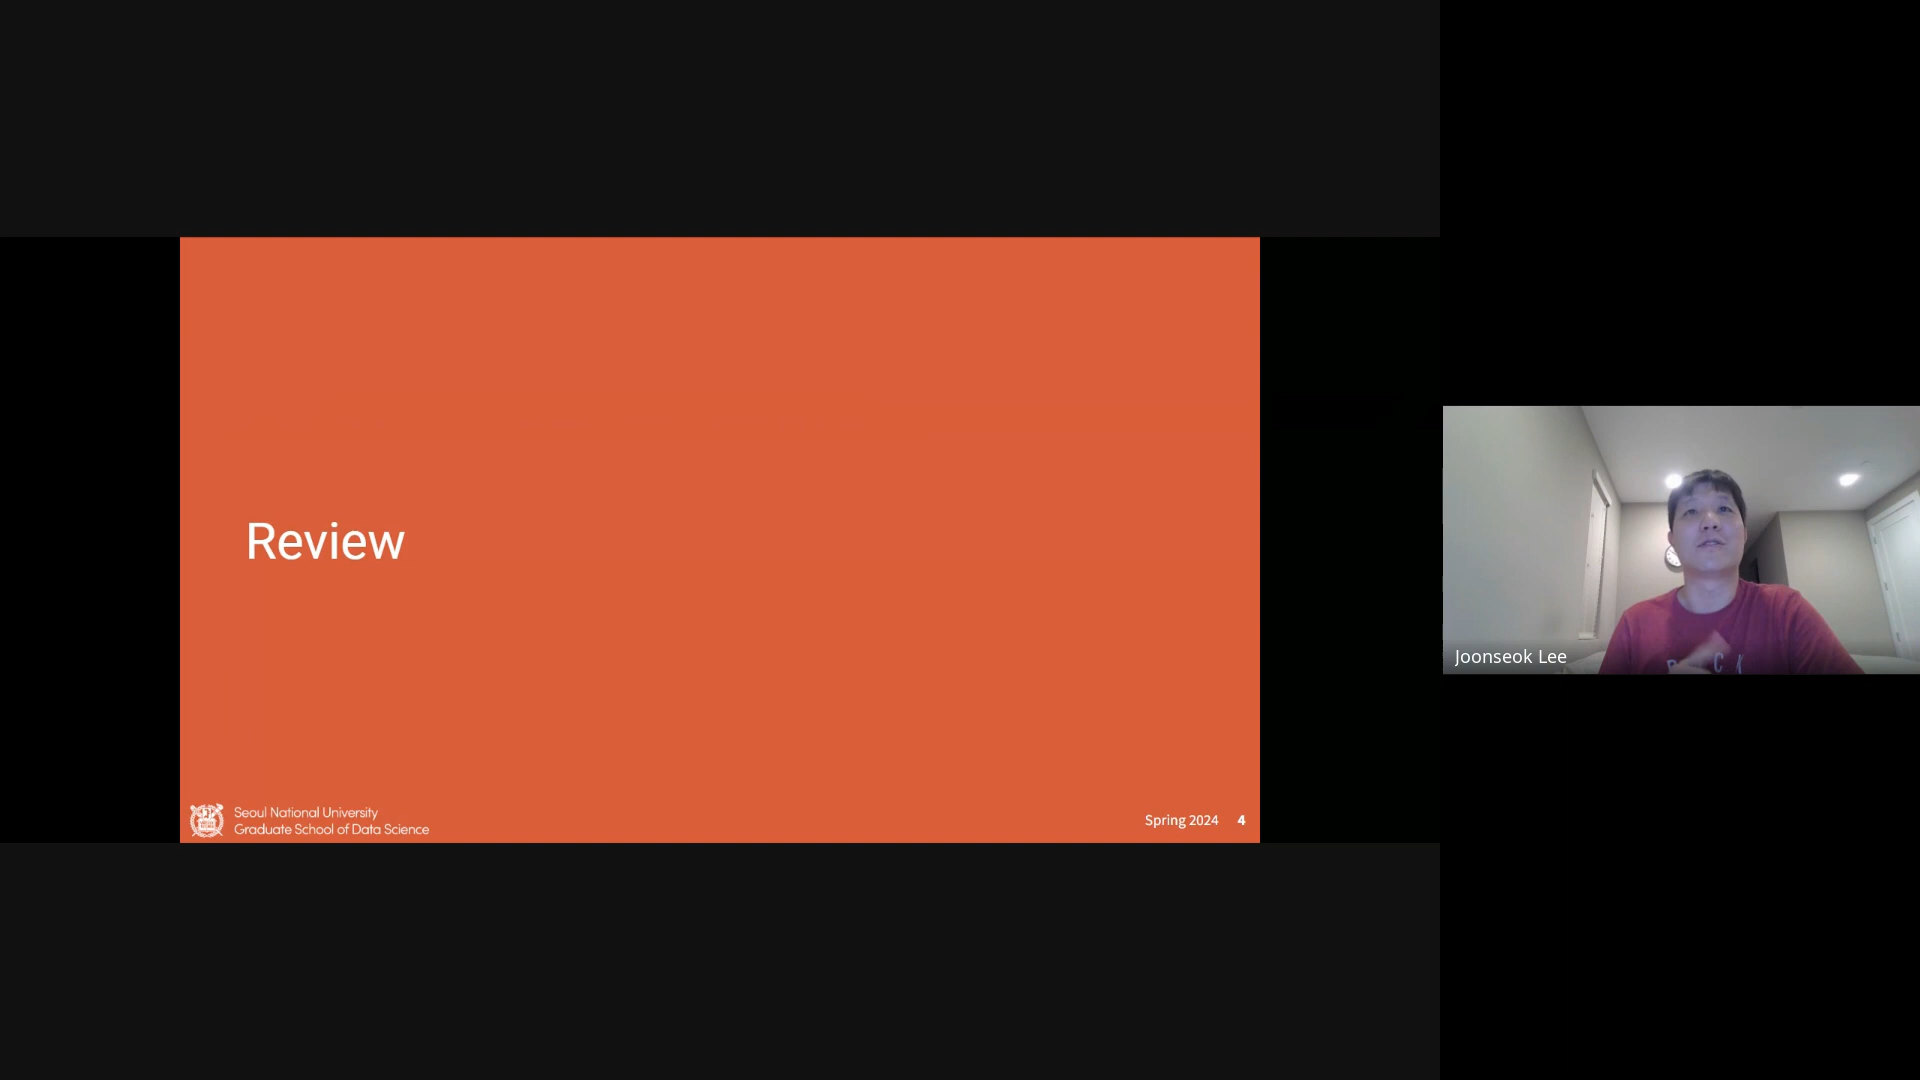 Review
Seoul National University
Graduate School of Data Science
Spring 2024 4
Joonseok Lee